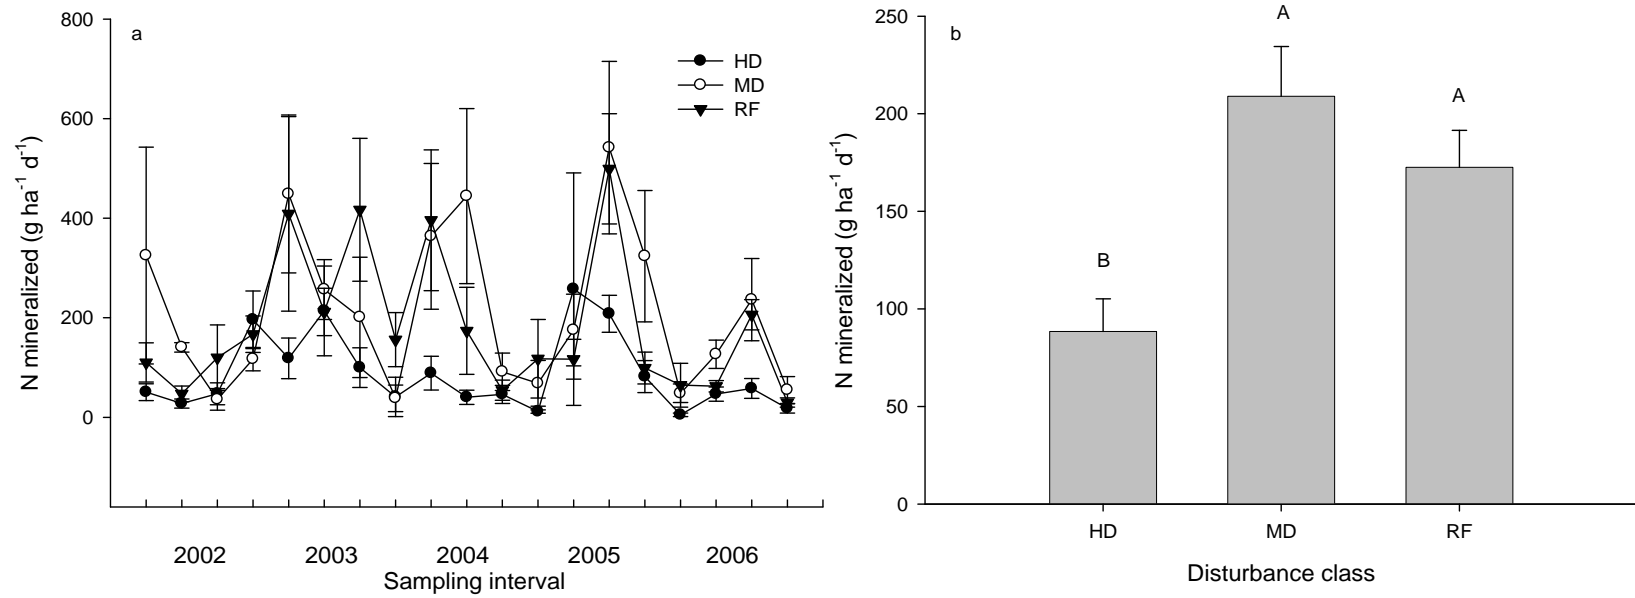 a
800
600
400
200
0
N mineralized (g ha-1 d-1)
HD
MD
RF
2002 2003 2004 2005 2006
Sampling interval
b
250
200
150
100
50
0
N mineralized (g ha-1 d-1)
B
A
A
HD MD RF
Disturbance class